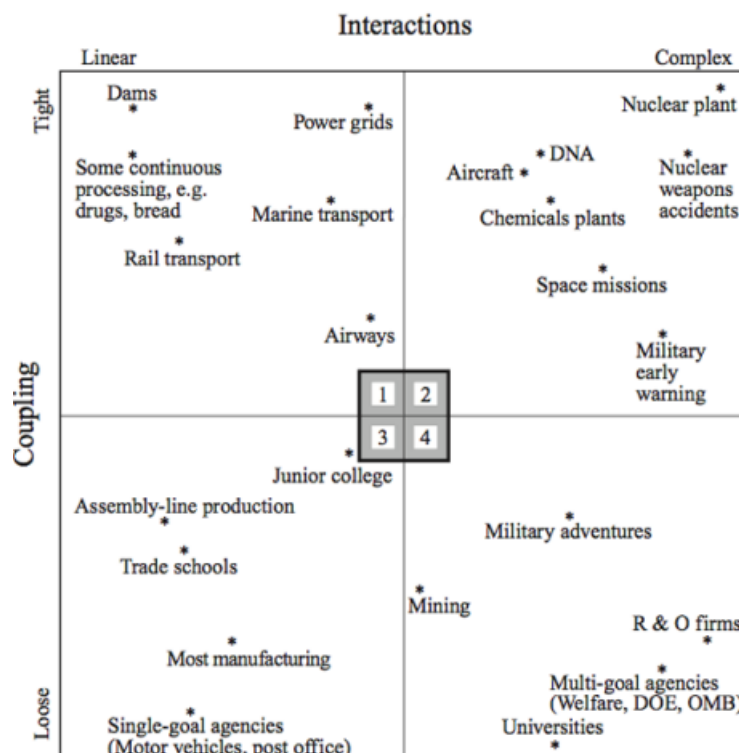 Interactions
Linear
Complex
Tight
Coupling
Loose
Dams
Power grids
Nuclear plant
Some continuous
processing, e.g.
drugs, bread
DNA
Aircraft
Nuclear
weapons
accidents
Marine transport
Chemicals plants
Rail transport
Space missions
Airways
Military
early
warning
1
2
3
4
Junior college
Assembly-line production
Military adventures
Trade schools
Mining
R & O firms
Most manufacturing
Multi-goal agencies
(Welfare, DOE, OMB)
Single-goal agencies
(Motor vehicles, post office)
Universities